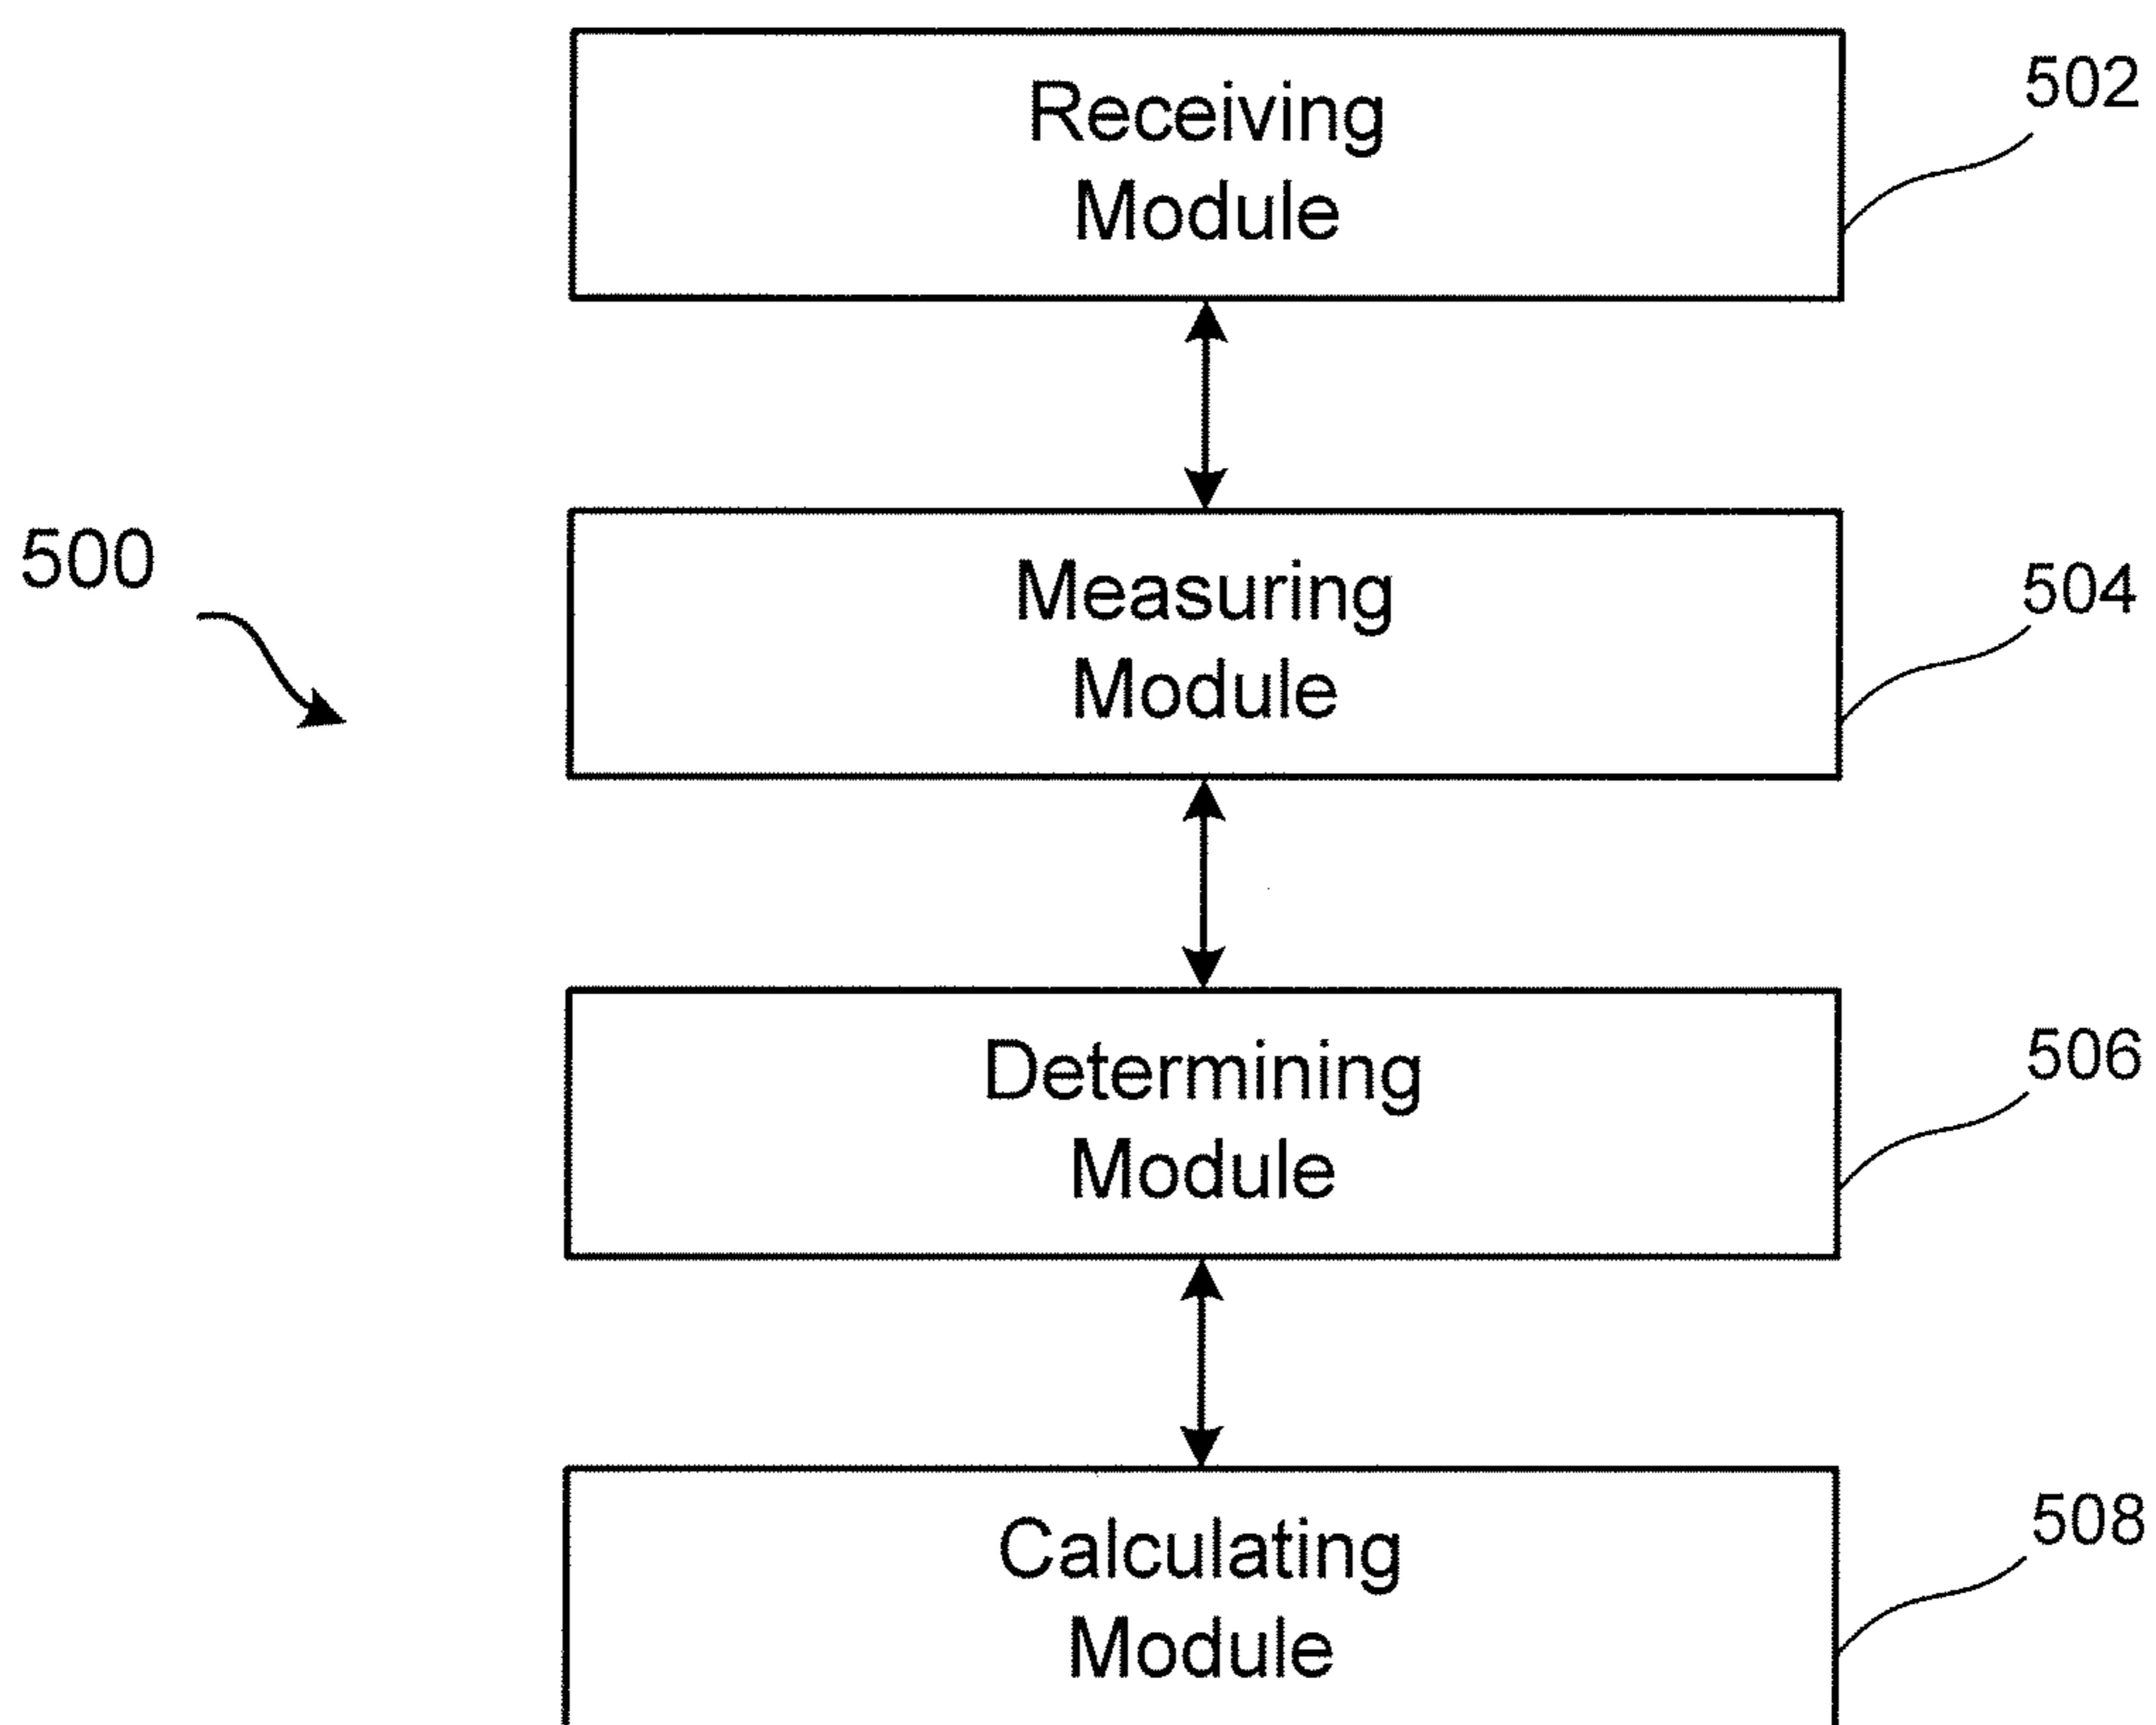 Receiving
Module
502
500
Measuring
Module
504
Determining
Module
506
Calculating
Module
508